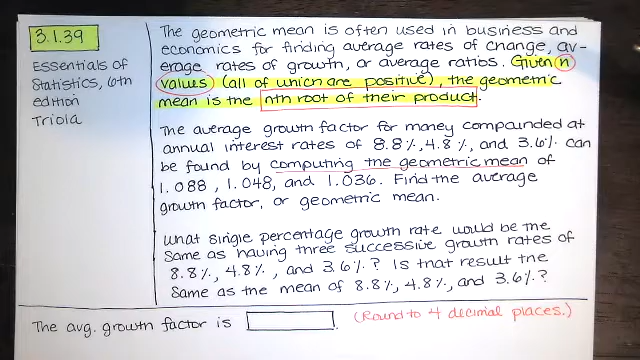 3.1.39
Essentials of
Statistics, 6th
edition
Triola
The geometric mean is often used in business and
economics for finding average rates of change, av-
erage rates of growth, or average ratios. Given n
values (all of which are positive), the geometric
mean is the nth root of their product.
The average growth factor for money compounded at
annual interest rates of 8.8%, 4.8%, and 3.6% can
be found by computing the geometric mean of
1.088, 1.048, and 1.036. Find the average
growth factor, or geometric mean.
What single percentage growth rate would be the
same as having three successive growth rates of
8.8%, 4.8%, and 3.6%? Is that result the
same as the mean of 8.8%, 4.8%, and 3.6%?
The avg. growth factor is . (Round to 4 decimal places.)